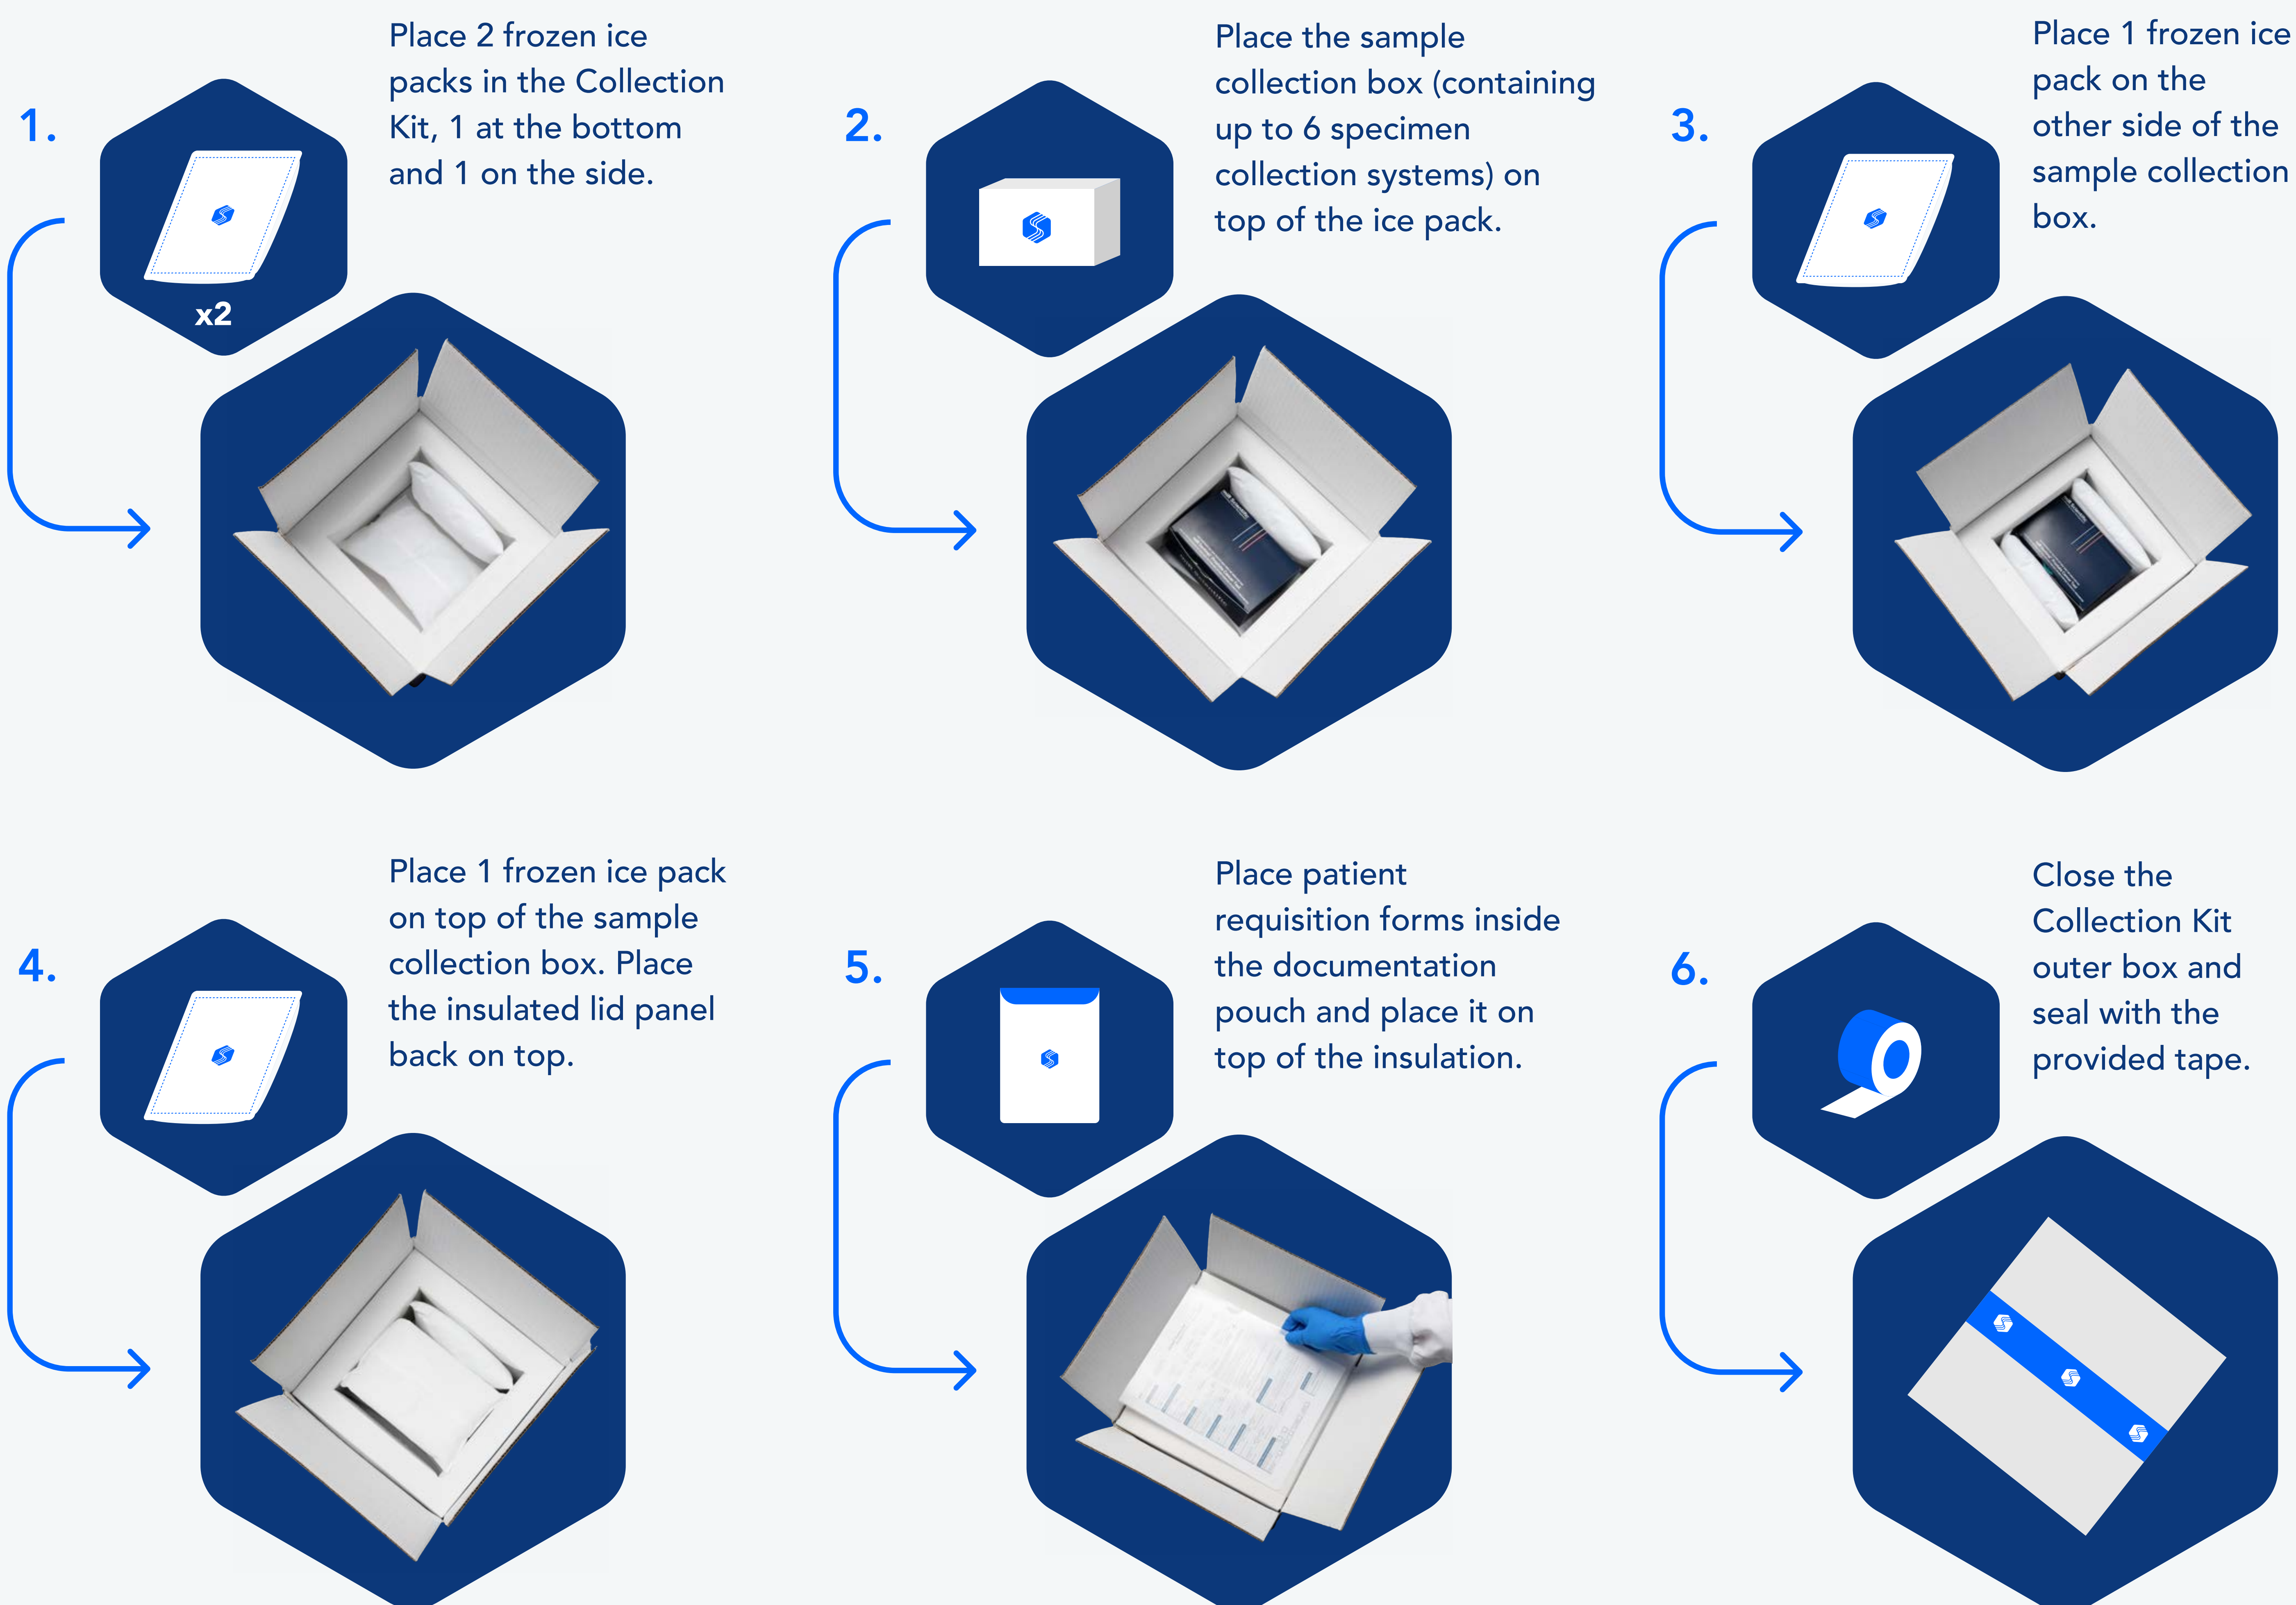 1.
Place 2 frozen ice
packs in the Collection
Kit, 1 at the bottom
and 1 on the side.
x2
2.
Place the sample
collection box (containing
up to 6 specimen
collection systems) on
top of the ice pack.
3.
Place 1 frozen ice
pack on the
other side of the
sample collection
box.
4.
Place 1 frozen ice pack
on top of the sample
collection box. Place
the insulated lid panel
back on top.
5.
Place patient
requisition forms inside
the documentation
pouch and place it on
top of the insulation.
6.
Close the
Collection Kit
outer box and
seal with the
provided tape.